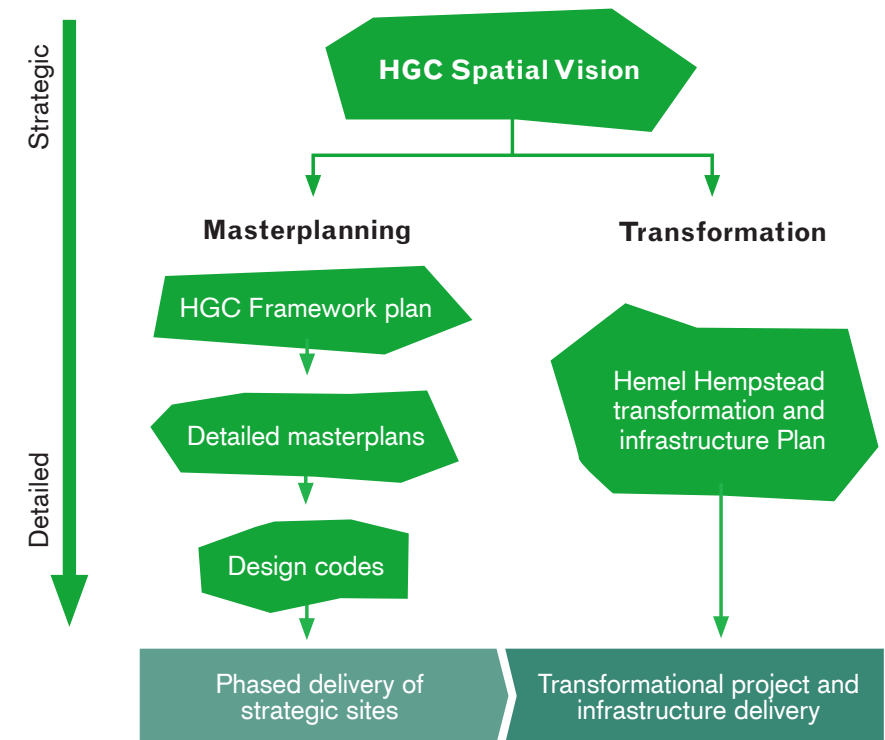 Strategic
Detailed
HGC Spatial Vision
Masterplanning
HGC Framework plan
Detailed masterplans
Design codes
Phased delivery of
strategic sites
Transformation
Hemel Hempstead
transformation and
infrastructure Plan
Transformational project and
infrastructure delivery